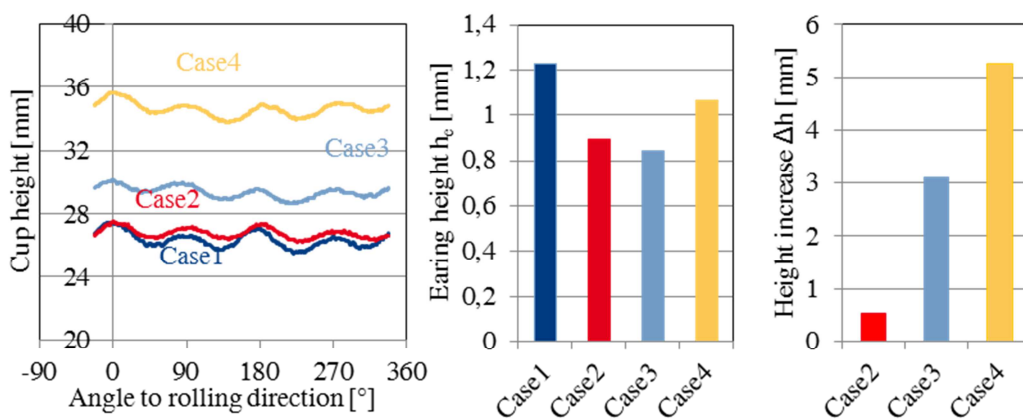 Cup height [mm]
40
36
32
28
24
20
Case4
Case3
Case2
Case1
-90 0 90 180 270 360
Angle to rolling direction [°]
Earing height hc [mm]
1,4
1,2
1
0,8
0,6
0,4
0,2
0
Case1 Case2 Case3 Case4
Height increase Δh [mm]
6
5
4
3
2
1
0
Case2 Case3 Case4